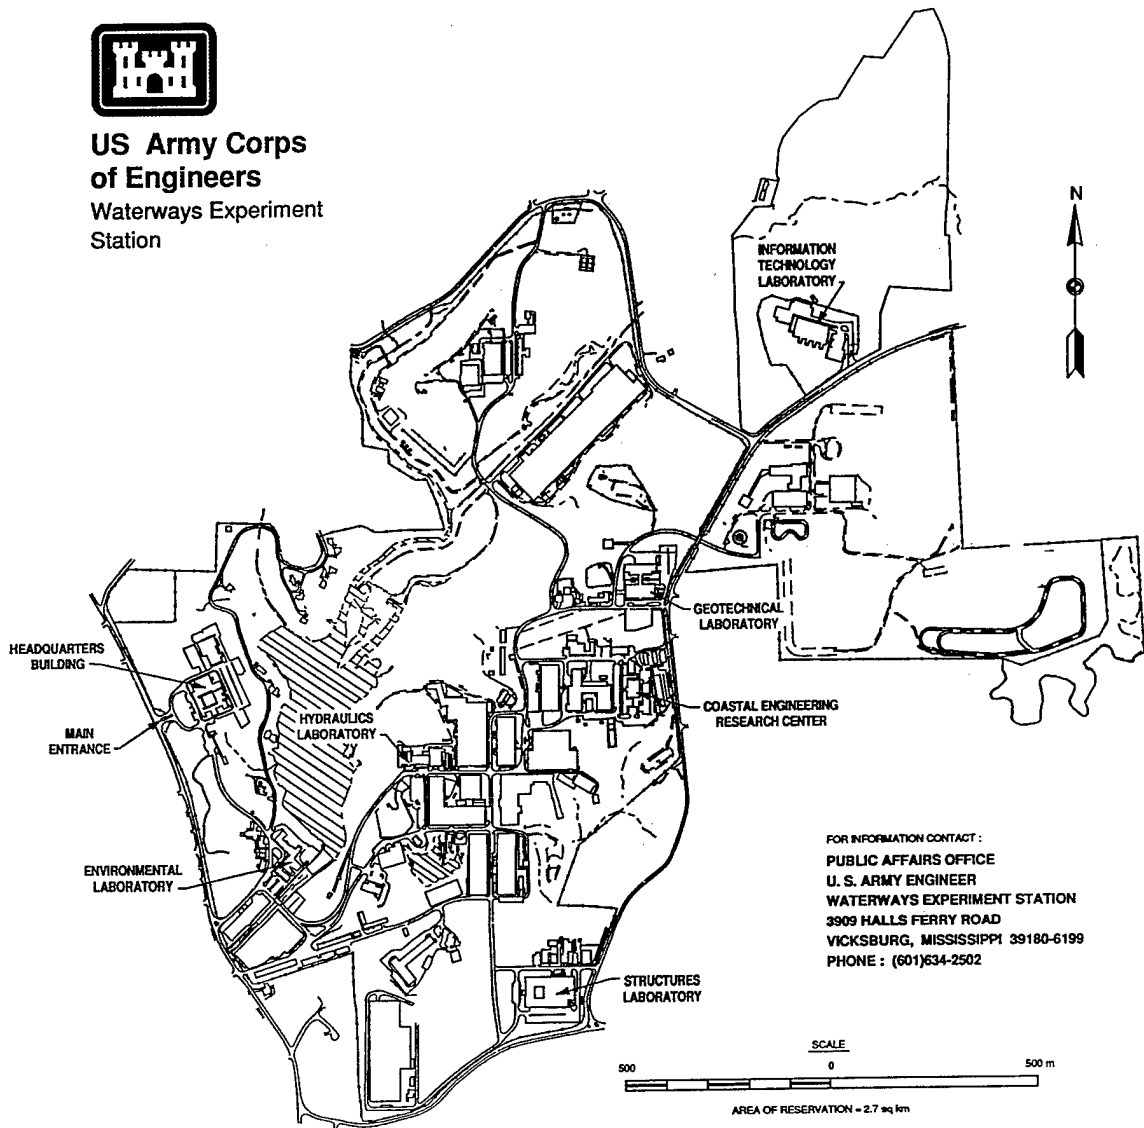 US Army Corps
of Engineers
Waterways Experiment
Station
N
INFORMATION
TECHNOLOGY
LABORATORY
GEOTECHNICAL
LABORATORY
HEADQUARTERS
BUILDING
MAIN
ENTRANCE
HYDRAULICS
LABORATORY
COASTAL ENGINEERING
RESEARCH CENTER
ENVIRONMENTAL
LABORATORY
STRUCTURES
LABORATORY
FOR INFORMATION CONTACT :
PUBLIC AFFAIRS OFFICE
U. S. ARMY ENGINEER
WATERWAYS EXPERIMENT STATION
3909 HALLS FERRY ROAD
VICKSBURG, MISSISSIPPI 39180-6199
PHONE : (601)634-2502
SCALE
500 0 500 m
AREA OF RESERVATION = 2.7 sq km